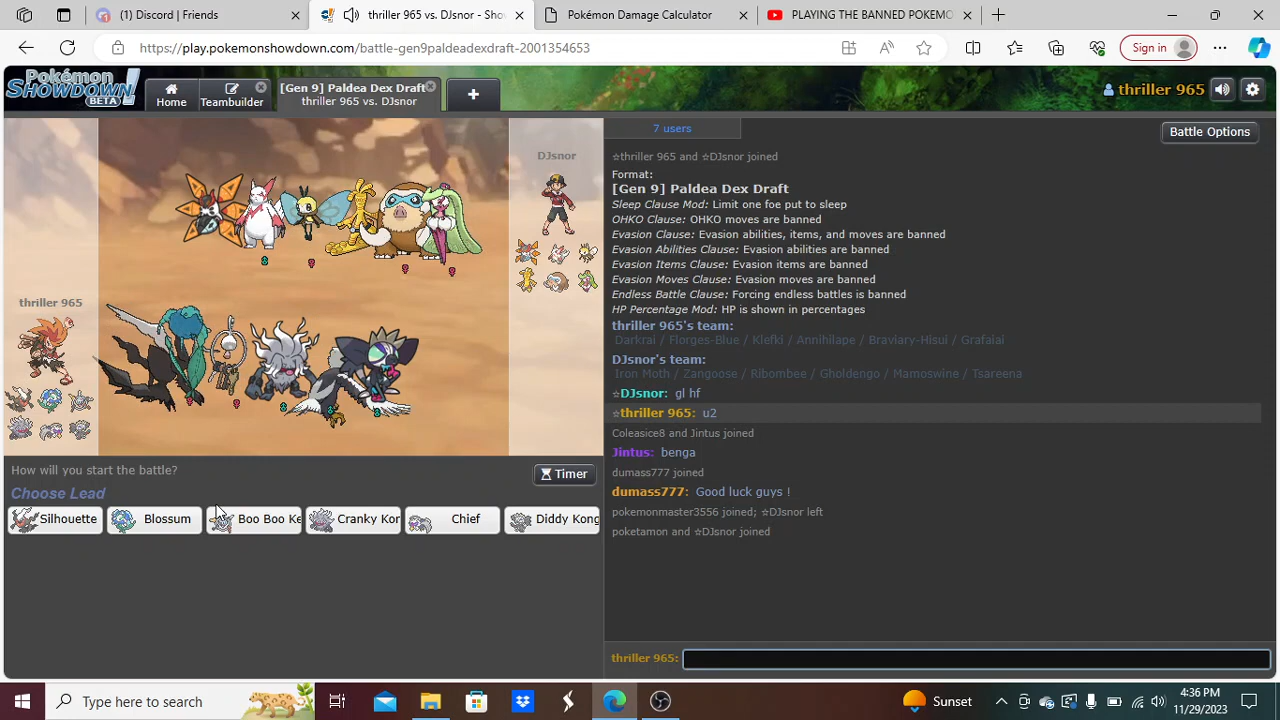 (1) Discord | Friends
thriller 965 vs. DJsnor - Sho
Pokémon Damage Calculator
PLAYING THE BANNED POKEMO
https://play.pokemonshowdown.com/battle-gen9paldeadexdraft-2001354653
Sign in
Pokémon
SHOWDOWN!
BETA
Home
Teambuilder
[Gen 9] Paldea Dex Draft
thriller 965 vs. DJsnor
thriller 965
7 users
Battle Options
DJsnor
thriller 965
☆thriller 965 and ☆DJsnor joined
Format:
[Gen 9] Paldea Dex Draft
Sleep Clause Mod: Limit one foe put to sleep
OHKO Clause: OHKO moves are banned
Evasion Clause: Evasion abilities, items, and moves are banned
Evasion Abilities Clause: Evasion abilities are banned
Evasion Items Clause: Evasion items are banned
Evasion Moves Clause: Evasion moves are banned
Endless Battle Clause: Forcing endless battles is banned
HP Percentage Mod: HP is shown in percentages
thriller 965's team:
Darkrai / Florges-Blue / Klefki / Annihilape / Braviary-Hisui / Grafaiai
DJsnor's team:
Iron Moth / Zangoose / Ribombee / Gholdengo / Mamoswine / Tsareena
☆DJsnor: gl hf
☆thriller 965: u2
Coleasice8 and Jintus joined
Jintus: benga
dumass777 joined
dumass777: Good luck guys !
pokemonmaster3556 joined; ☆DJsnor left
poketamon and ☆DJsnor joined
How will you start the battle?
Timer
Choose Lead
Silhouette
Blossum
Boo Boo Ke
Cranky Kor
Chief
Diddy Kong
thriller 965:
Type here to search
Sunset
4:36 PM
11/29/2023